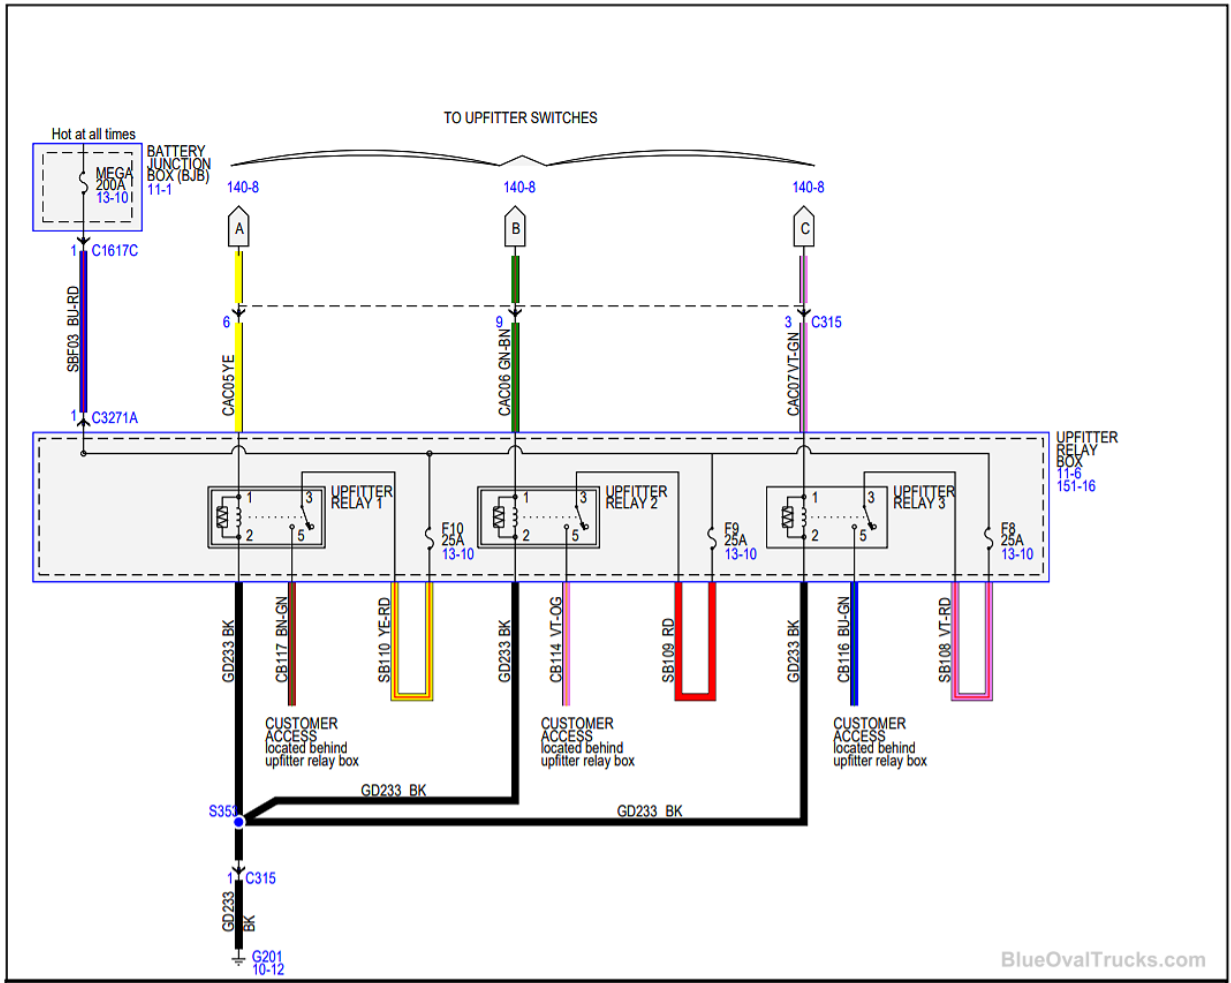 TO UPFITTER SWITCHES
Hot at all times
BATTERY
JUNCTION
BOX (BJB)
11-1
MEGA
200A
13-10
140-8
140-8
140-8
A
B
C
1 C1617C
SBF03 BU-RD
1 C3271A
6
9
3 C315
CAC05 YE
CAC06 GN-BN
CAC07 VT-GN
UPFITTER
RELAY
BOX
11-6
151-16
1
3
2
5
UPFITTER
RELAY 1
F10
25A
13-10
1
3
2
5
UPFITTER
RELAY 2
F9
25A
13-10
1
3
2
5
UPFITTER
RELAY 3
F8
25A
13-10
GD233 BK
CB117 BN-GN
SB110 YE-RD
GD233 BK
CB114 VT-OG
SB109 RD
GD233 BK
CB116 BU-GN
SB108 VT-RD
CUSTOMER
ACCESS
located behind
upfitter relay box
CUSTOMER
ACCESS
located behind
upfitter relay box
CUSTOMER
ACCESS
located behind
upfitter relay box
GD233 BK
GD233 BK
S353
1 C315
GD233
BK
G201
10-12
BlueOvalTrucks.com